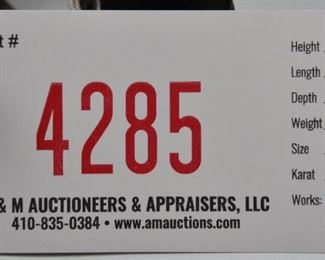 t #
4285
& M AUCTIONEERS & APPRAISERS, LLC
410-835-0384 • www.amauctions.com
Height
Length
Depth
Weight
Size
Karat
Works: